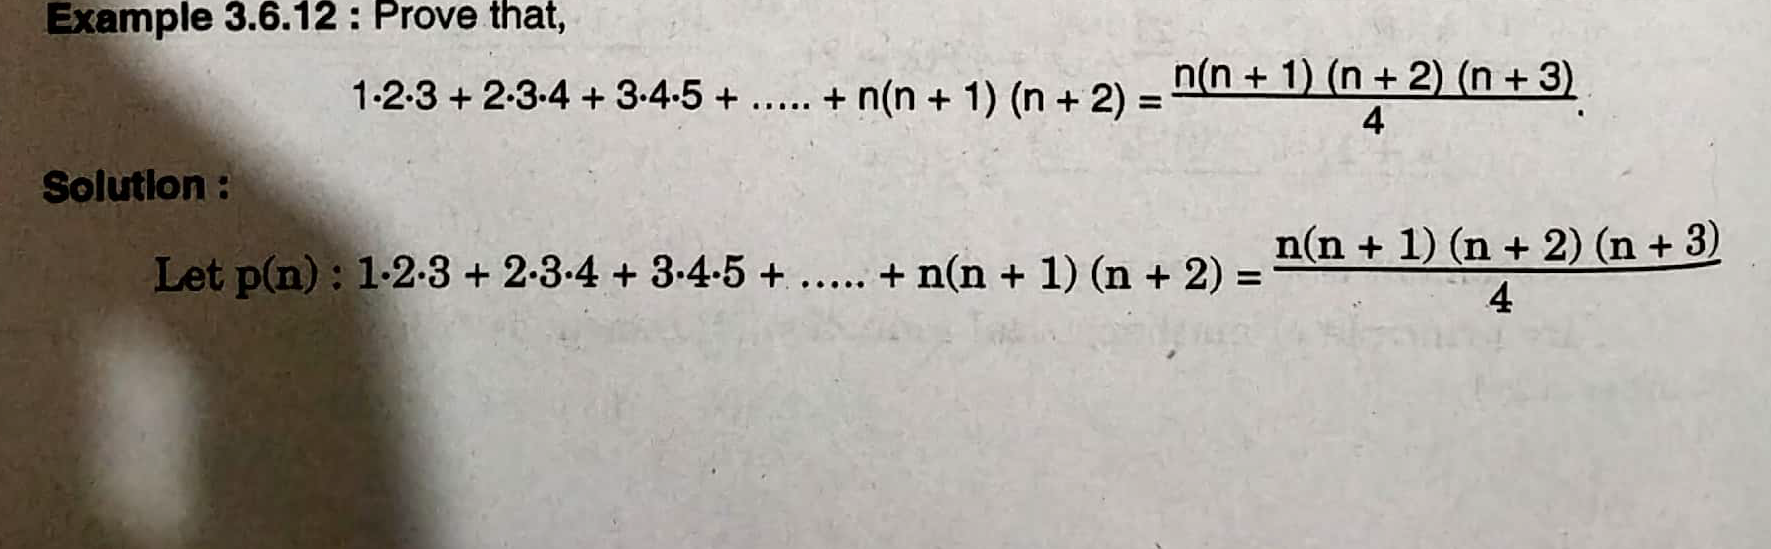 Example 3.6.12 : Prove that,
1·2·3 + 2·3·4 + 3·4·5 + ..... + n(n + 1) (n + 2) = n(n + 1) (n + 2) (n + 3) / 4 .
Solution :
Let p(n) : 1·2·3 + 2·3·4 + 3·4·5 + ..... + n(n + 1) (n + 2) = n(n + 1) (n + 2) (n + 3) / 4